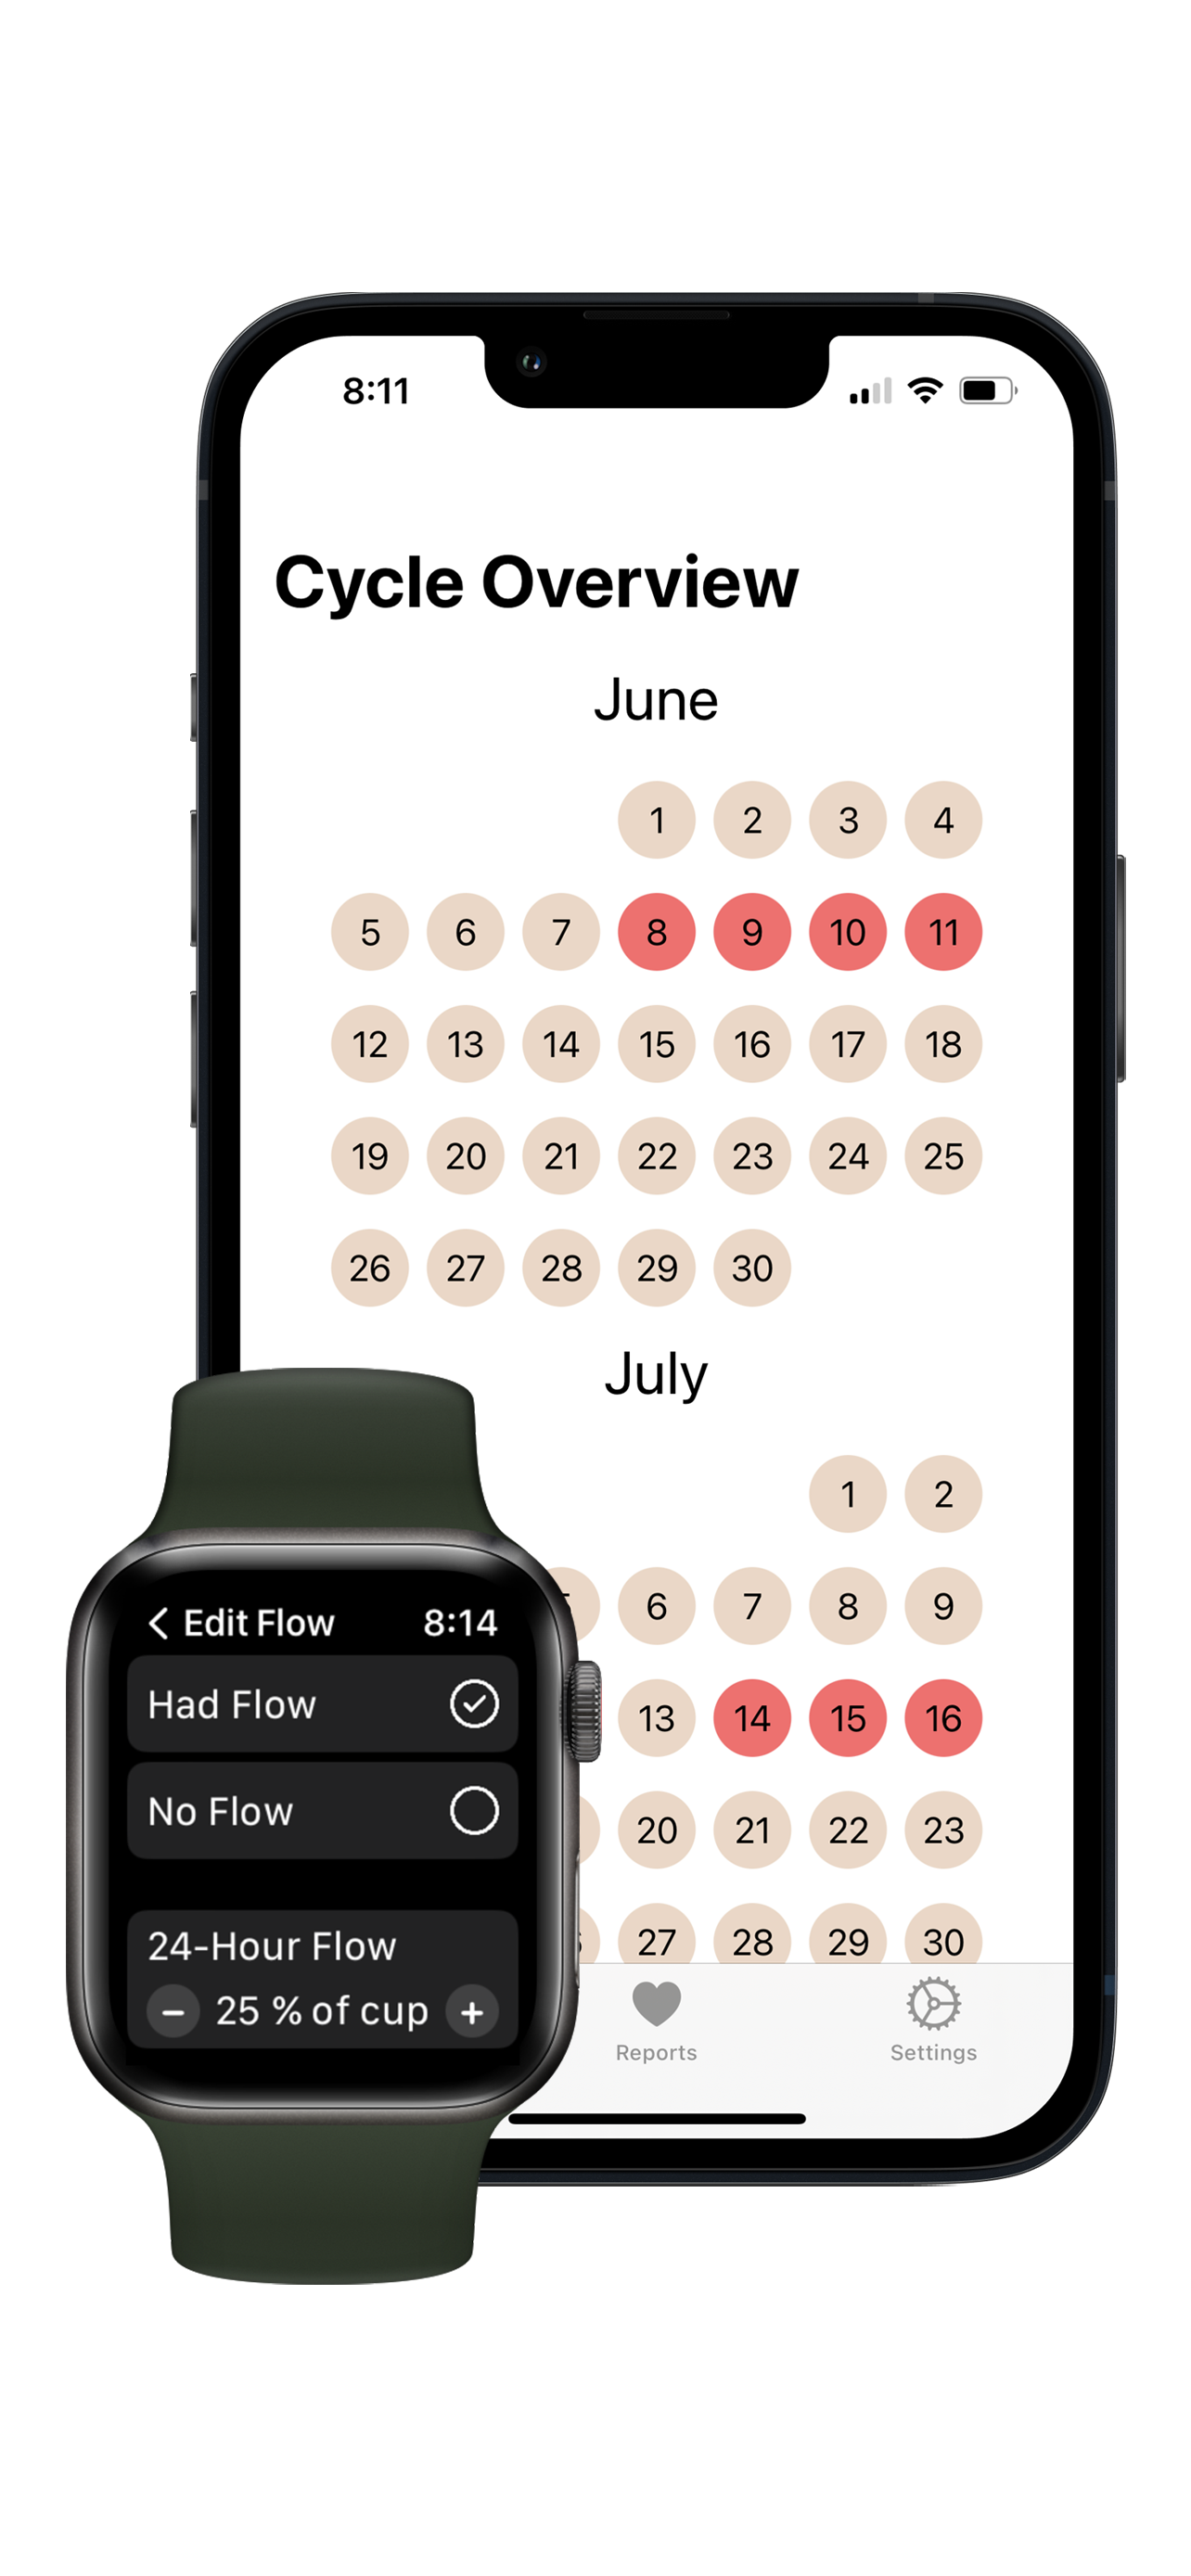 8:11
Cycle Overview
June
1 2 3 4
5 6 7 8 9 10 11
12 13 14 15 16 17 18
19 20 21 22 23 24 25
26 27 28 29 30
July
1 2
6 7 8 9
13 14 15 16
20 21 22 23
27 28 29 30
Reports Settings
Edit Flow 8:14
Had Flow
No Flow
24-Hour Flow
− 25 % of cup +